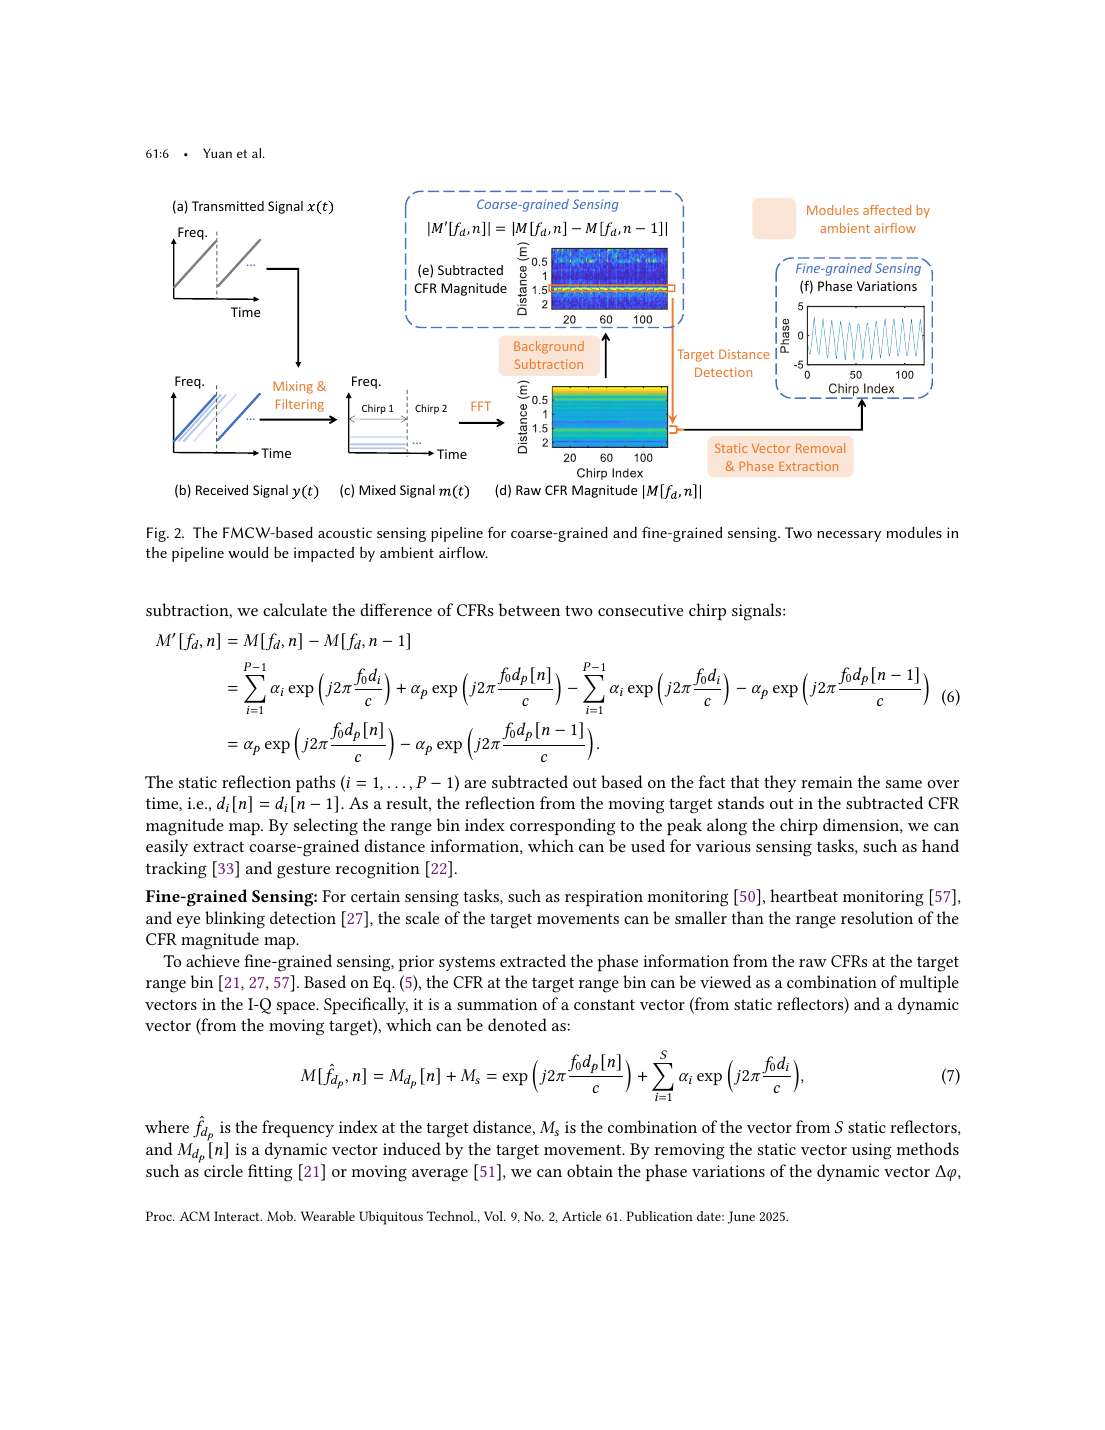 61:6 • Yuan et al.
(a) Transmitted Signal x(t)
Freq.
...
Time
Coarse-grained Sensing
|M′[f_d, n]| = |M[f_d, n] − M[f_d, n − 1]|
(e) Subtracted
CFR Magnitude
Distance (m)
0.5
1
1.5
2
20 60 100
Modules affected by
ambient airflow
Fine-grained Sensing
(f) Phase Variations
Phase
5
0
-5
0 50 100
Chirp Index
Background
Subtraction
Target Distance
Detection
Freq.
...
Time
Mixing &
Filtering
Freq.
Chirp 1 Chirp 2
...
Time
FFT
Distance (m)
0.5
1
1.5
2
20 60 100
Chirp Index
Static Vector Removal
& Phase Extraction
(b) Received Signal y(t) (c) Mixed Signal m(t) (d) Raw CFR Magnitude |M[f_d, n]|
Fig. 2. The FMCW-based acoustic sensing pipeline for coarse-grained and fine-grained sensing. Two necessary modules in
the pipeline would be impacted by ambient airflow.
subtraction, we calculate the difference of CFRs between two consecutive chirp signals:
M′[f_d, n] = M[f_d, n] − M[f_d, n − 1]
= ∑_{i=1}^{P−1} α_i exp (j2π f_0 d_i / c) + α_p exp (j2π f_0 d_p[n] / c) − ∑_{i=1}^{P−1} α_i exp (j2π f_0 d_i / c) − α_p exp (j2π f_0 d_p[n − 1] / c) (6)
= α_p exp (j2π f_0 d_p[n] / c) − α_p exp (j2π f_0 d_p[n − 1] / c).
The static reflection paths (i = 1, . . . , P − 1) are subtracted out based on the fact that they remain the same over
time, i.e., d_i[n] = d_i[n − 1]. As a result, the reflection from the moving target stands out in the subtracted CFR
magnitude map. By selecting the range bin index corresponding to the peak along the chirp dimension, we can
easily extract coarse-grained distance information, which can be used for various sensing tasks, such as hand
tracking [33] and gesture recognition [22].
Fine-grained Sensing: For certain sensing tasks, such as respiration monitoring [50], heartbeat monitoring [57],
and eye blinking detection [27], the scale of the target movements can be smaller than the range resolution of the
CFR magnitude map.
To achieve fine-grained sensing, prior systems extracted the phase information from the raw CFRs at the target
range bin [21, 27, 57]. Based on Eq. (5), the CFR at the target range bin can be viewed as a combination of multiple
vectors in the I-Q space. Specifically, it is a summation of a constant vector (from static reflectors) and a dynamic
vector (from the moving target), which can be denoted as:
M[f̂_{d_p}, n] = M_{d_p}[n] + M_s = exp (j2π f_0 d_p[n] / c) + ∑_{i=1}^{S} α_i exp (j2π f_0 d_i / c), (7)
where f̂_{d_p} is the frequency index at the target distance, M_s is the combination of the vector from S static reflectors,
and M_{d_p}[n] is a dynamic vector induced by the target movement. By removing the static vector using methods
such as circle fitting [21] or moving average [51], we can obtain the phase variations of the dynamic vector Δφ,
Proc. ACM Interact. Mob. Wearable Ubiquitous Technol., Vol. 9, No. 2, Article 61. Publication date: June 2025.